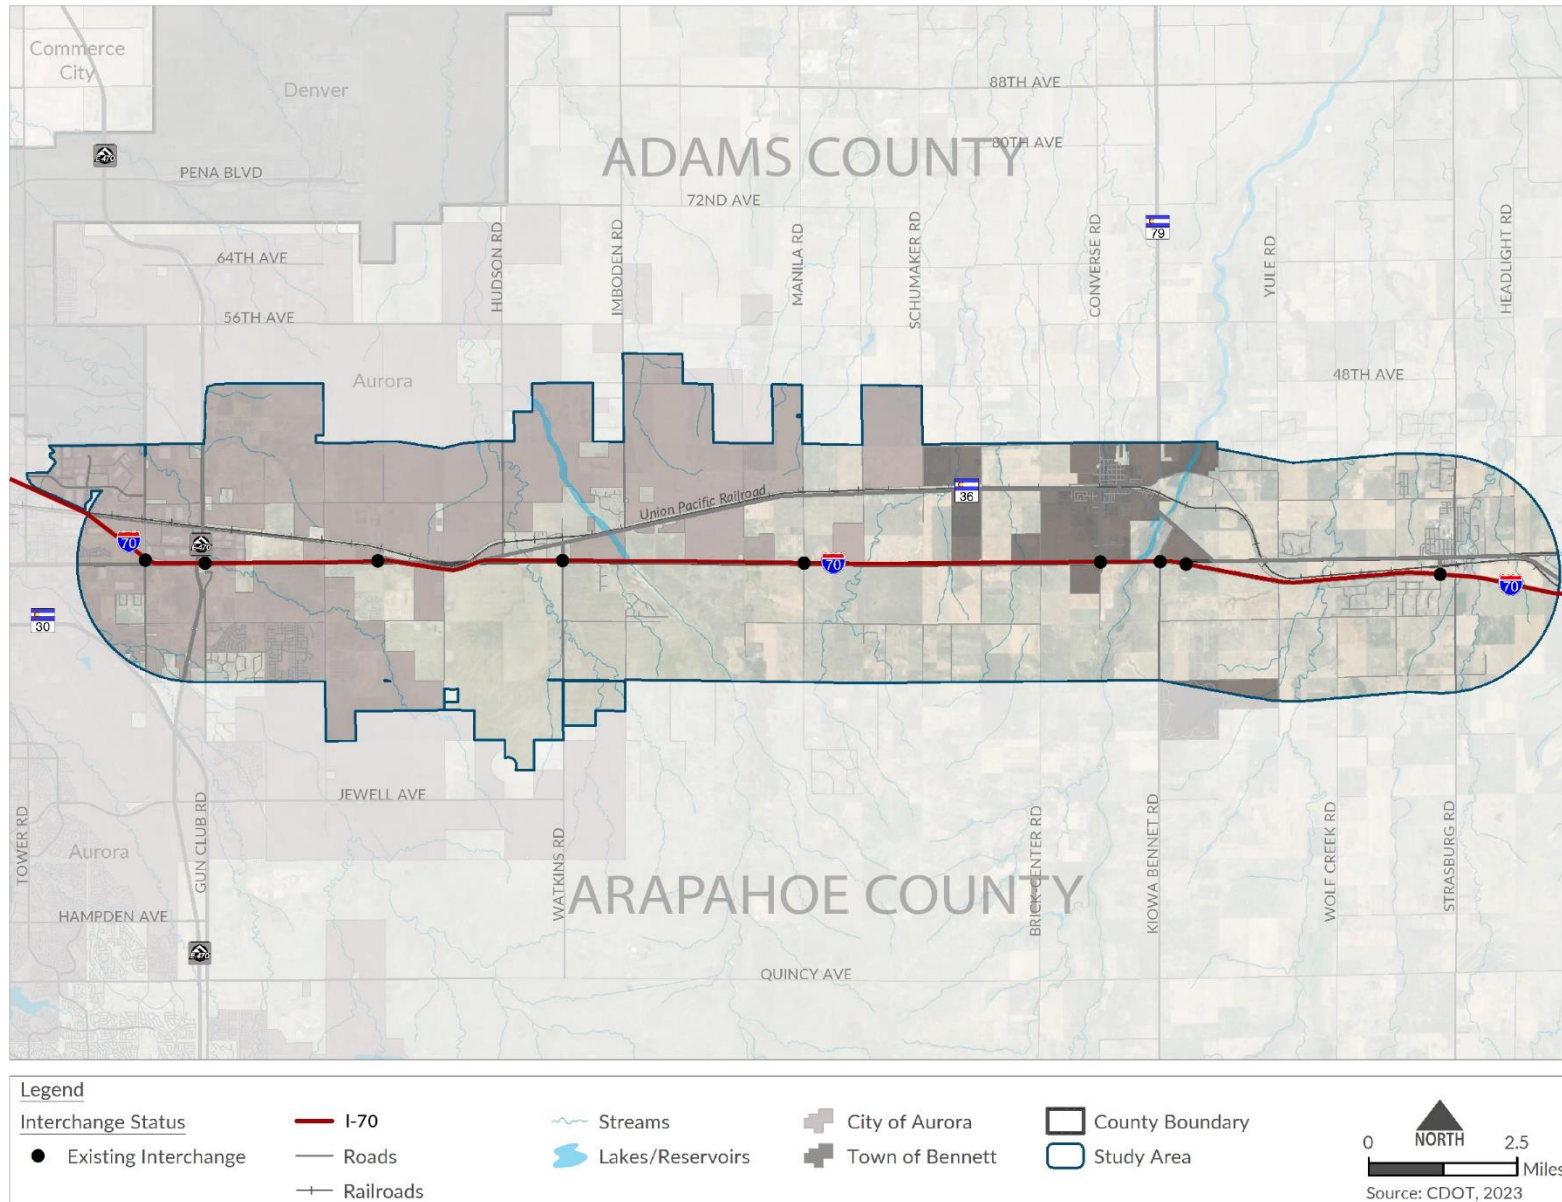 Commerce
City
Denver
E-470
PENA BLVD
88TH AVE
ADAMS COUNTY
80TH AVE
72ND AVE
79
64TH AVE
56TH AVE
HUDSON RD
IMBODEN RD
MANILA RD
SCHUMAKER RD
CONVERSE RD
YULE RD
HEADLIGHT RD
Aurora
48TH AVE
Union Pacific Railroad
36
70
E-470
70
70
30
JEWELL AVE
TOWER RD
Aurora
GUN CLUB RD
WATKINS RD
ARAPAHOE COUNTY
BRICK-CENTER RD
KIOWA BENNET RD
WOLF CREEK RD
STRASBURG RD
HAMPDEN AVE
E-470
QUINCY AVE
Legend
Interchange Status
Existing Interchange
I-70
Roads
Railroads
Streams
Lakes/Reservoirs
City of Aurora
Town of Bennett
County Boundary
Study Area
NORTH
0 2.5
Miles
Source: CDOT, 2023